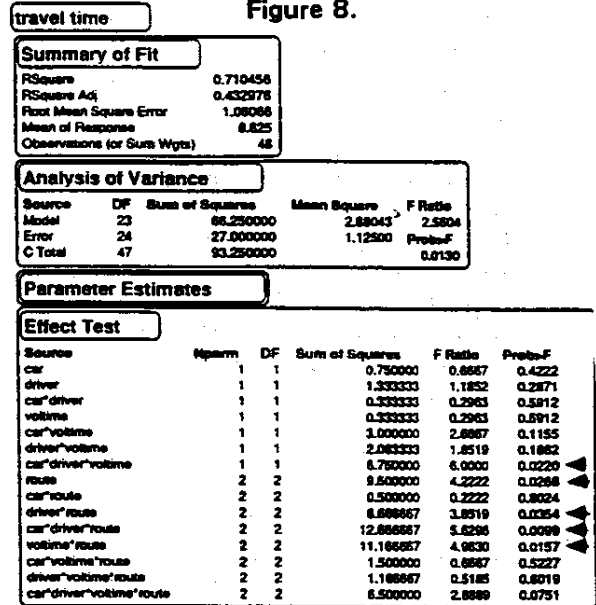 Figure 8.
travel time
Summary of Fit
RSquare 0.710456
RSquare Adj 0.432976
Root Mean Square Error 1.06066
Mean of Response 8.625
Observations (or Sum Wgts) 48
Analysis of Variance
Source DF Sum of Squares Mean Square F Ratio
Model 23 66.250000 2.88043 2.5604
Error 24 27.000000 1.12500 Prob>F
C Total 47 93.250000 0.0130
Parameter Estimates
Effect Test
Source Nparm DF Sum of Squares F Ratio Prob>F
car 1 1 0.750000 0.6667 0.4222
driver 1 1 1.333333 1.1852 0.2871
car*driver 1 1 0.333333 0.2963 0.5912
voltime 1 1 0.333333 0.2963 0.5912
car*voltime 1 1 3.000000 2.6667 0.1155
driver*voltime 1 1 2.083333 1.8519 0.1862
car*driver*voltime 1 1 6.750000 6.0000 0.0220
route 2 2 9.500000 4.2222 0.0268
car*route 2 2 0.500000 0.2222 0.8024
driver*route 2 2 8.666667 3.8519 0.0354
car*driver*route 2 2 12.666667 5.6296 0.0099
voltime*route 2 2 11.166667 4.9630 0.0157
car*voltime*route 2 2 1.500000 0.6667 0.5227
driver*voltime*route 2 2 1.166667 0.5185 0.6019
car*driver*voltime*route 2 2 6.500000 2.8889 0.0751